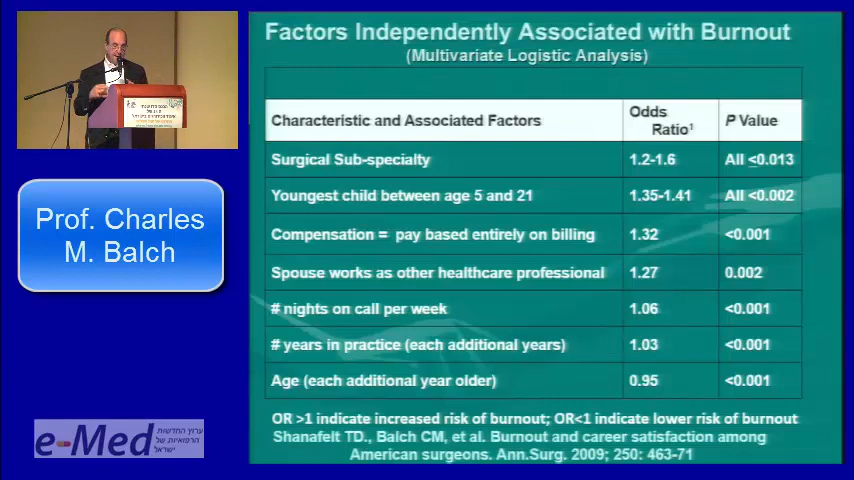 Factors Independently Associated with Burnout
(Multivariate Logistic Analysis)
Characteristic and Associated Factors
Odds Ratio¹
P Value
Surgical Sub-specialty
1.2-1.6
All <0.013
Youngest child between age 5 and 21
1.35-1.41
All <0.002
Compensation = pay based entirely on billing
1.32
<0.001
Spouse works as other healthcare professional
1.27
0.002
# nights on call per week
1.06
<0.001
# years in practice (each additional years)
1.03
<0.001
Age (each additional year older)
0.95
<0.001
OR >1 indicate increased risk of burnout; OR<1 indicate lower risk of burnout
Shanafelt TD., Balch CM, et al. Burnout and career satisfaction among
American surgeons. Ann.Surg. 2009; 250: 463-71
Prof. Charles
M. Balch
e-Med
ערוץ החדשות
הרפואיות של
ישראל